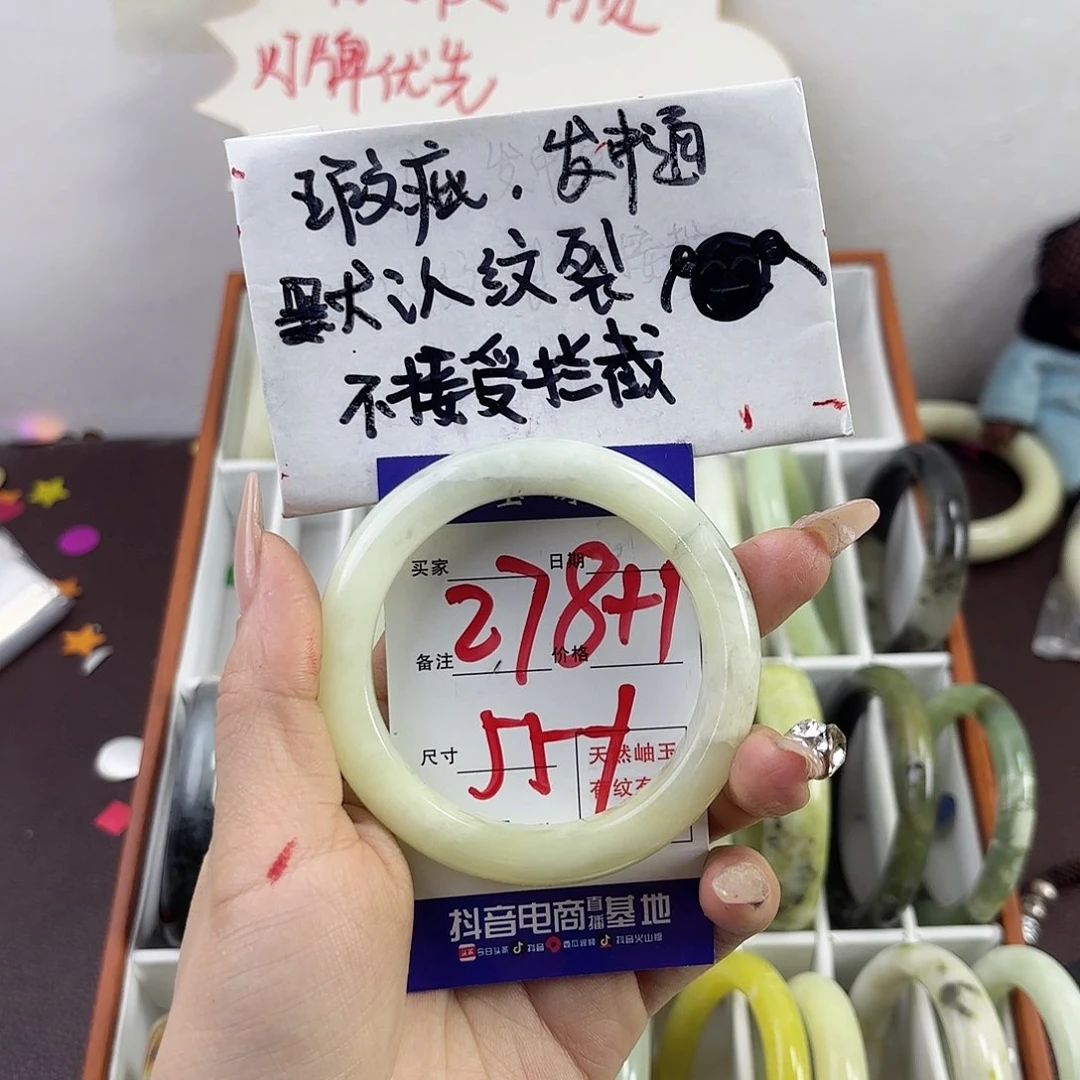 灯牌优先
瑕疵.发申通
默认纹裂
不接受拦截
买家
日期
278+1
备注
价格
尺寸
57+
天然岫玉
有纹
抖音电商直播基地
今日头条 抖音 西瓜视频 抖音火山版